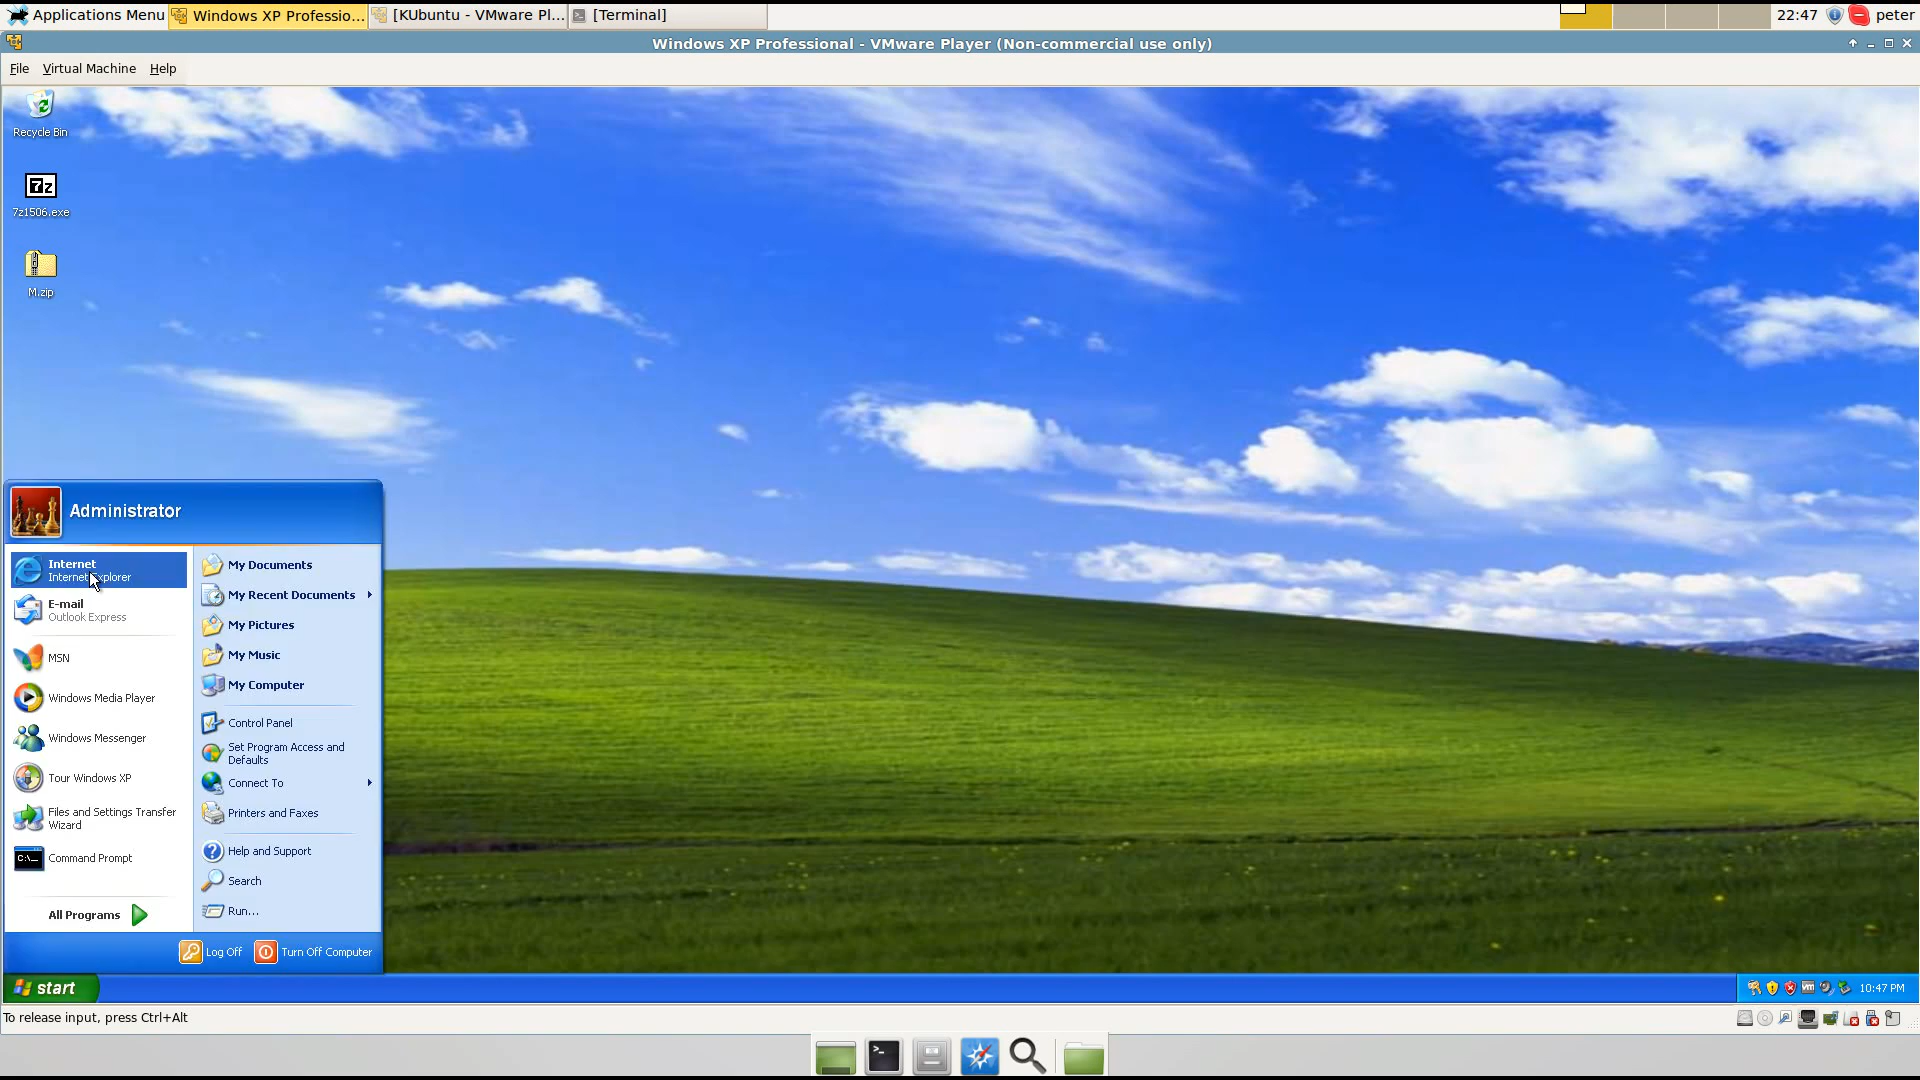 Applications Menu
Windows XP Professio...
[KUbuntu - VMware Pl...
[Terminal]
22:47
peter
Windows XP Professional - VMware Player (Non-commercial use only)
File Virtual Machine Help
Recycle Bin
7z
7z1506.exe
M.zip
Administrator
Internet
Internet Explorer
E-mail
Outlook Express
MSN
Windows Media Player
Windows Messenger
Tour Windows XP
Files and Settings Transfer
Wizard
C:\_
Command Prompt
All Programs
My Documents
My Recent Documents
My Pictures
My Music
My Computer
Control Panel
Set Program Access and
Defaults
Connect To
Printers and Faxes
Help and Support
Search
Run...
Log Off
Turn Off Computer
start
10:47 PM
To release input, press Ctrl+Alt